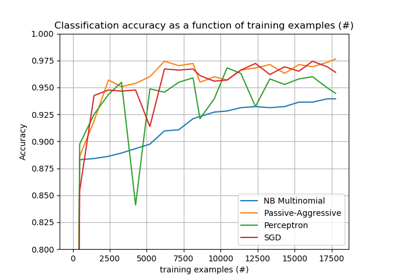 Classification accuracy as a function of training examples (#)
1.000
0.975
0.950
0.925
0.900
0.875
0.850
0.825
0.800
Accuracy
NB Multinomial
Passive-Aggressive
Perceptron
SGD
0 2500 5000 7500 10000 12500 15000 17500
training examples (#)